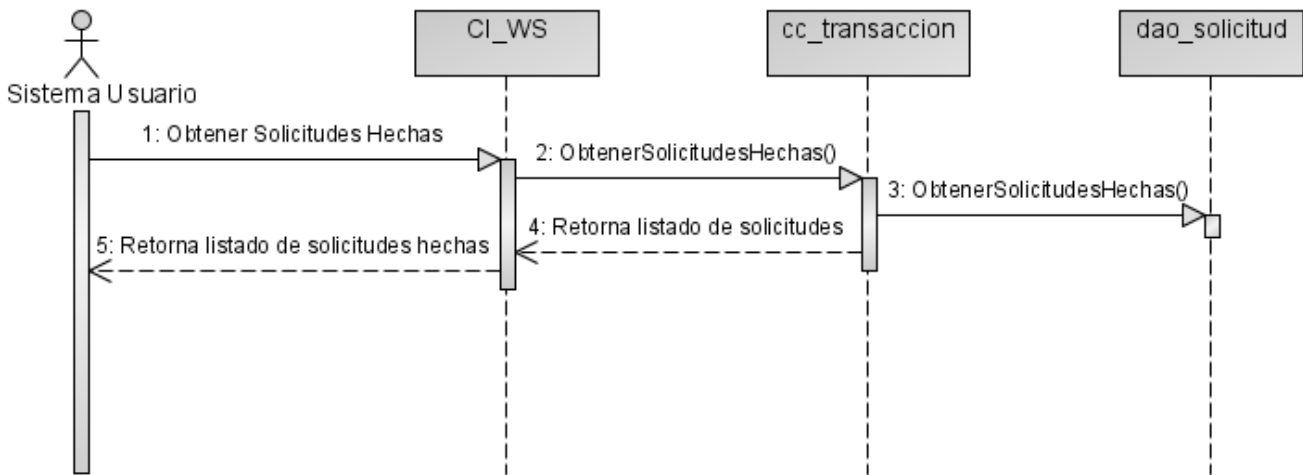 CI_WS
cc_transaccion
dao_solicitud
Sistema Usuario
1: Obtener Solicitudes Hechas
2: ObtenerSolicitudesHechas()
3: ObtenerSolicitudesHechas()
4: Retorna listado de solicitudes
5: Retorna listado de solicitudes hechas